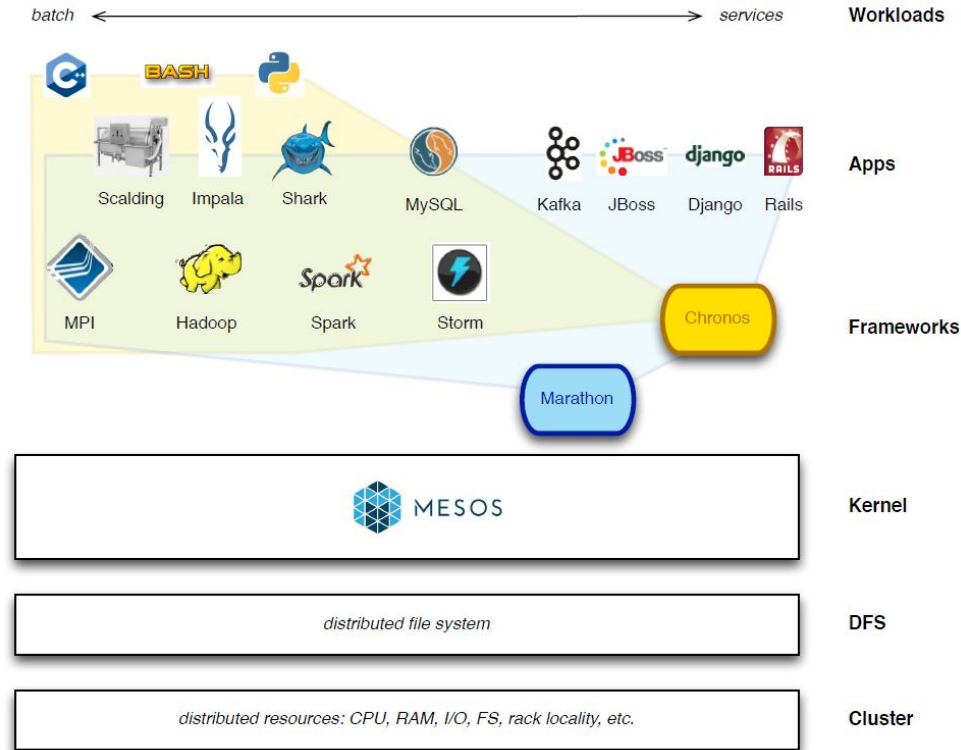 batch
services
Workloads
C++
BASH
JBoss
django
RAILS
Apps
Scalding
Impala
Shark
MySQL
Kafka
JBoss
Django
Rails
Spark
MPI
Hadoop
Spark
Storm
Chronos
Frameworks
Marathon
MESOS
Kernel
distributed file system
DFS
distributed resources: CPU, RAM, I/O, FS, rack locality, etc.
Cluster